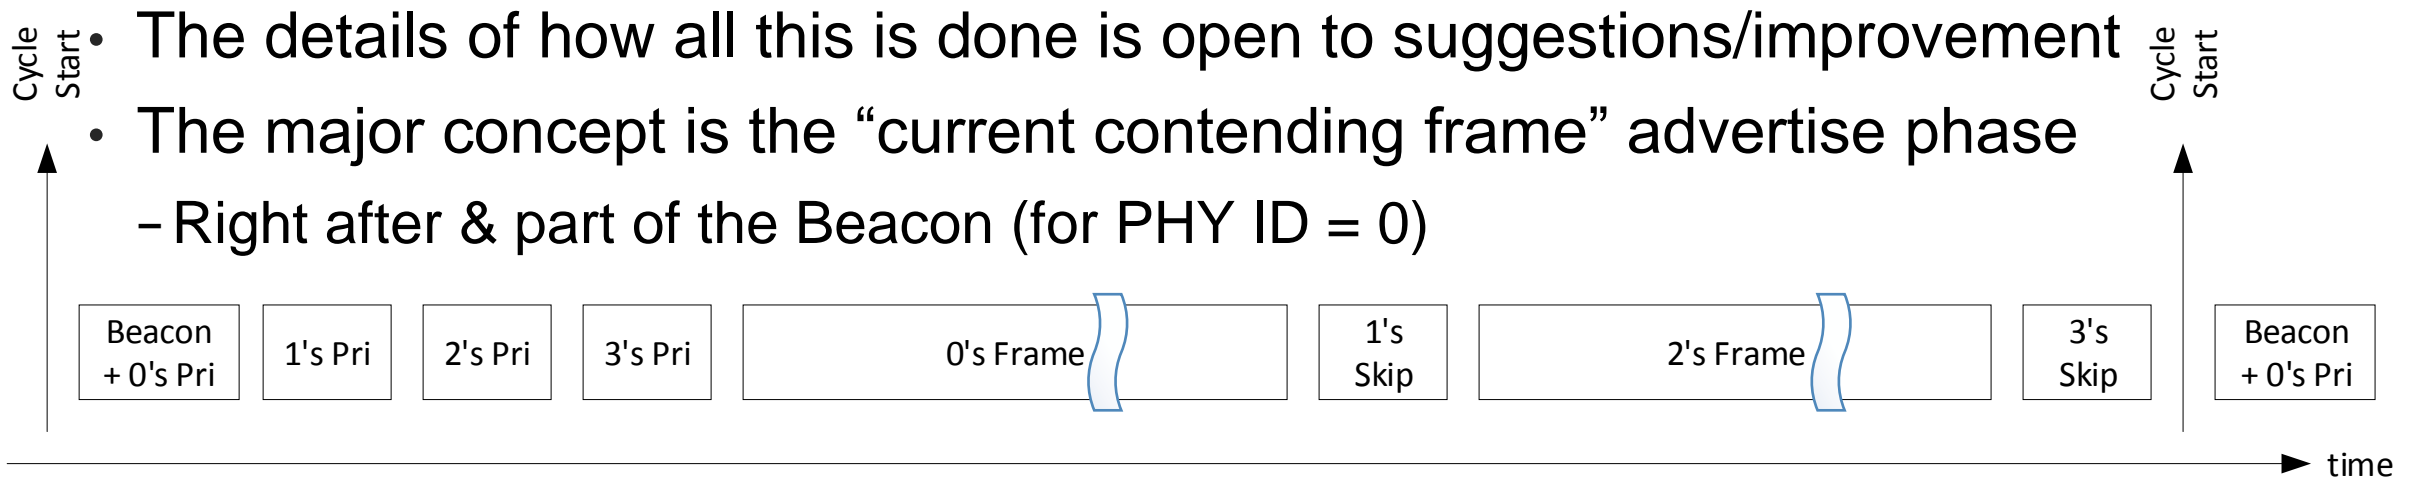 Cycle
Start
• The details of how all this is done is open to suggestions/improvement
Cycle
Start
• The major concept is the “current contending frame” advertise phase
– Right after & part of the Beacon (for PHY ID = 0)
Beacon
+ 0's Pri
1's Pri
2's Pri
3's Pri
0's Frame
1's
Skip
2's Frame
3's
Skip
Beacon
+ 0's Pri
time